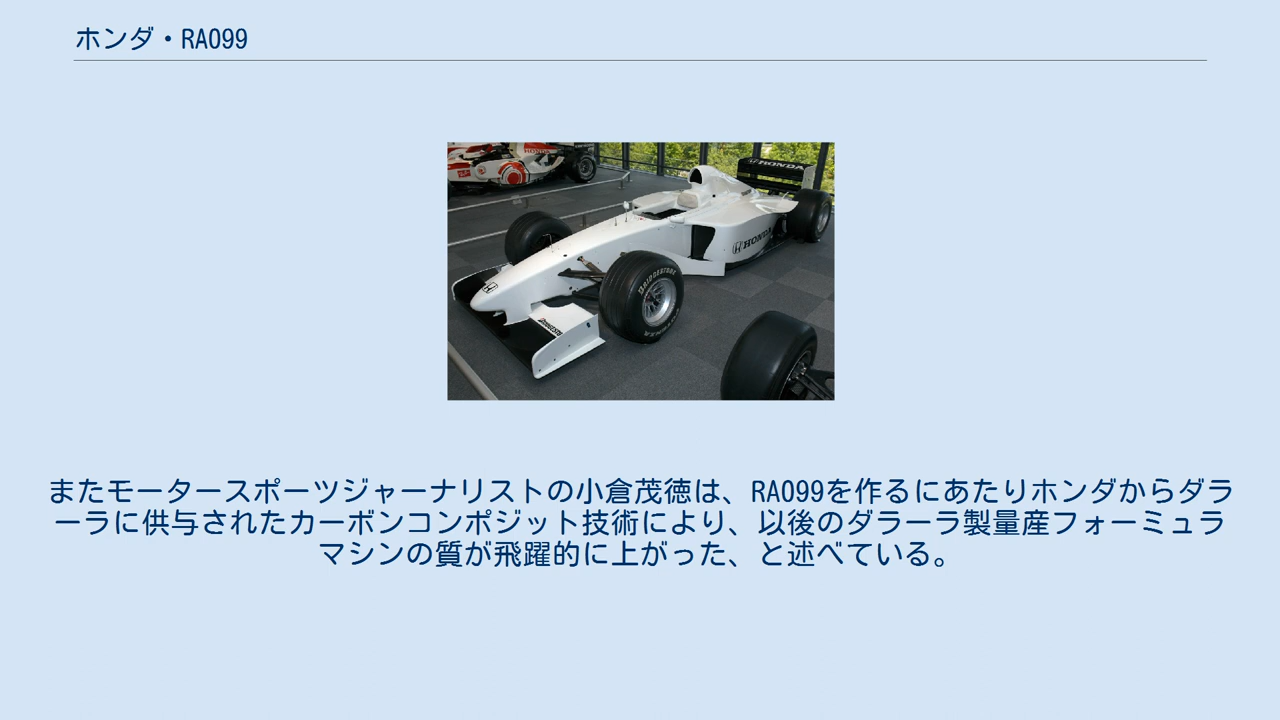 ホンダ・RA099
HONDA
HONDA
BRIDGESTONE
POTENZA
またモータースポーツジャーナリストの小倉茂徳は、RA099を作るにあたりホンダからダラ
ーラに供与されたカーボンコンポジット技術により、以後のダラーラ製量産フォーミュラ
マシンの質が飛躍的に上がった、と述べている。